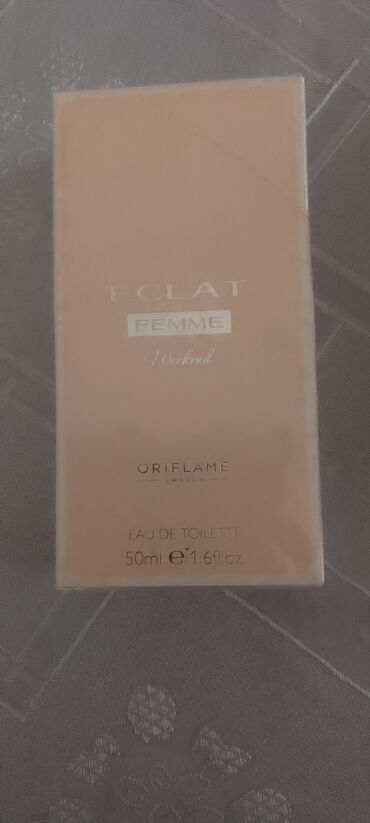 ECLAT
FEMME
Weekend
ORIFLAME
SWEDEN
EAU DE TOILETTE
50ml e 1.6fl.oz